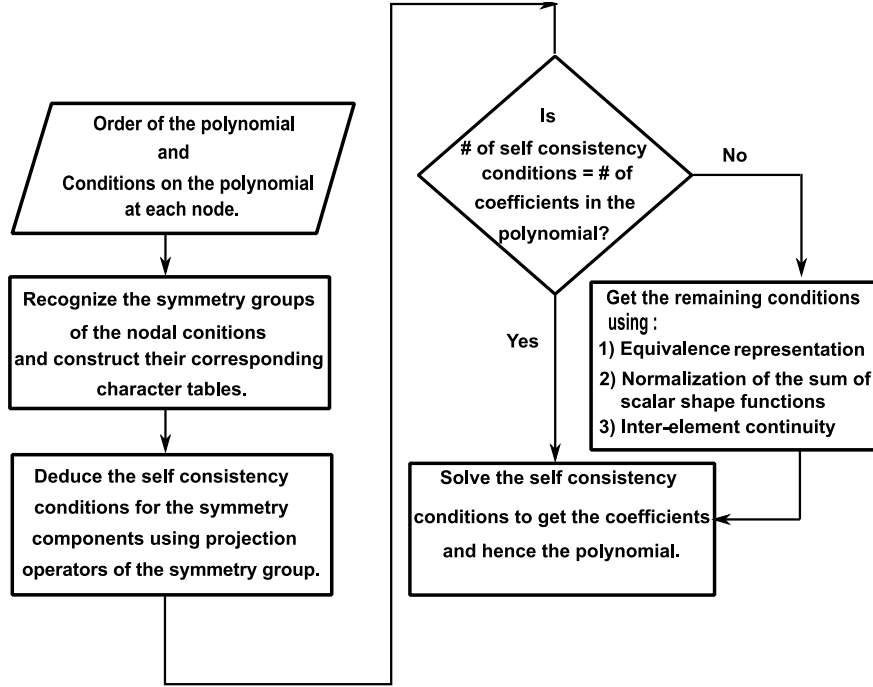 Order of the polynomial
and
Conditions on the polynomial
at each node.
Recognize the symmetry groups
of the nodal conitions
and construct their corresponding
character tables.
Deduce the self consistency
conditions for the symmetry
components using projection
operators of the symmetry group.
Is
# of self consistency
conditions = # of
coefficients in the
polynomial?
No
Yes
Get the remaining conditions
using :
1) Equivalence representation
2) Normalization of the sum of
scalar shape functions
3) Inter-element continuity
Solve the self consistency
conditions to get the coefficients
and hence the polynomial.